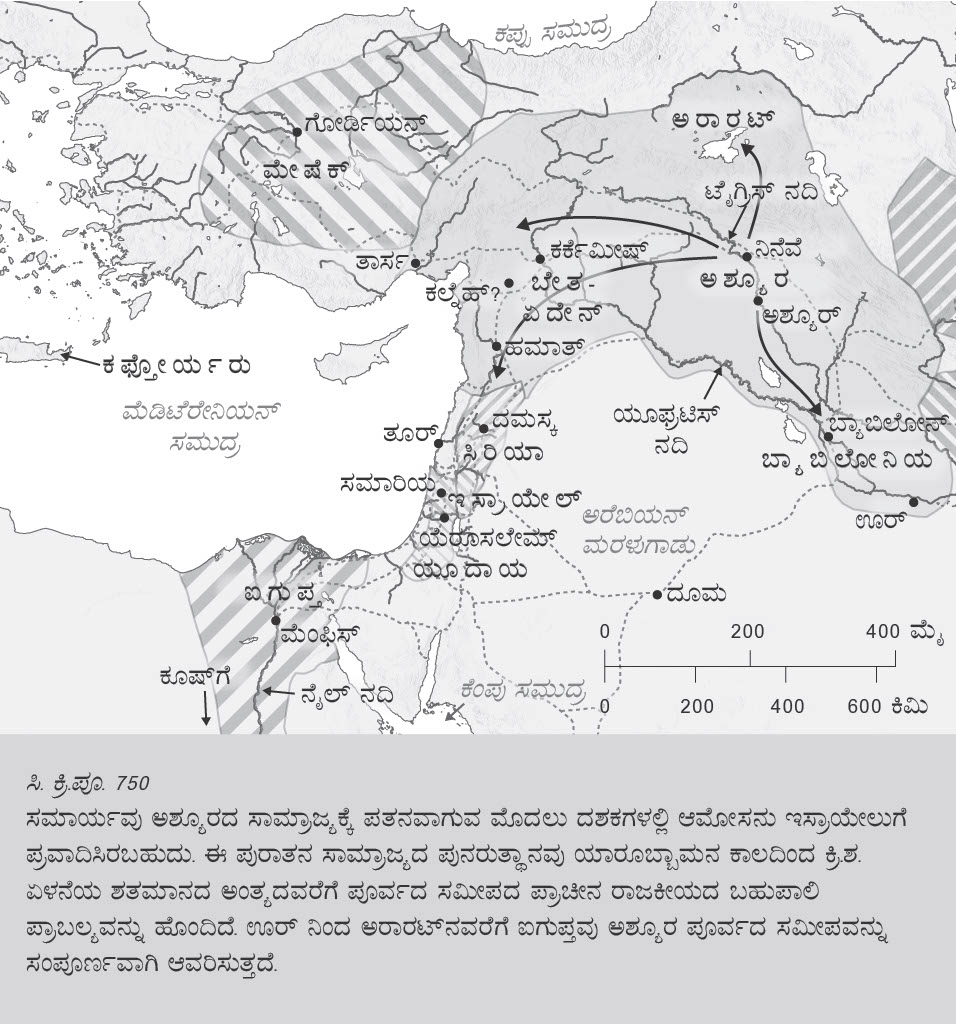 ಕಪ್ಪು ಸಮುದ್ರ
ಅರಾರಟ್
ಗೋರ್ಡಿಯನ್
ಮೇಷೆಕ್
ಟೈಗ್ರಿಸ್ ನದಿ
ತಾರ್ಸ
ಕರ್ಕೆಮೀಷ್
ನಿನೆವೆ
ಅಶ್ಯೂರ
ಕಲ್ನೆಹ್?
ಬೇತ-
ಏದೇನ್
ಅಶ್ಯೂರ್
ಹಮಾತ್
ಕಫ್ತೋರ್ಯರು
ಮೆಡಿಟೆರೇನಿಯನ್
ಸಮುದ್ರ
ಯೂಫ್ರಟಿಸ್
ನದಿ
ತೂರ್
ದಮಸ್ಕ
ಸಿರಿಯಾ
ಬ್ಯಾಬಿಲೋನ್
ಬ್ಯಾಬಿಲೋನಿಯ
ಸಮಾರಿಯ
ಇಸ್ರಾಯೇಲ್
ಯೆರೂಸಲೇಮ್
ಯೂದಾಯ
ಅರೆಬಿಯನ್
ಮರಳುಗಾಡು
ಊರ್
ಐಗುಪ್ತ
ಮೆಂಫಿಸ್
ದೂಮ
ಕೂಷ್‌ಗೆ
ನೈಲ್ ನದಿ
ಕೆಂಪು ಸಮುದ್ರ
0 200 400 ಮೈ
0 200 400 600 ಕಿಮಿ
ಸಿ. ಕ್ರಿ.ಪೂ. 750
ಸಮಾರ್ಯವು ಅಶ್ಯೂರದ ಸಾಮ್ರಾಜ್ಯಕ್ಕೆ ಪತನವಾಗುವ ಮೊದಲು ದಶಕಗಳಲ್ಲಿ ಆಮೋಸನು ಇಸ್ರಾಯೇಲುಗೆ
ಪ್ರವಾದಿಸಿರಬಹುದು. ಈ ಪುರಾತನ ಸಾಮ್ರಾಜ್ಯದ ಪುನರುತ್ಥಾನವು ಯಾರೂಬ್ಬಾಮನ ಕಾಲದಿಂದ ಕ್ರಿ.ಶ.
ಏಳನೆಯ ಶತಮಾನದ ಅಂತ್ಯದವರೆಗೆ ಪೂರ್ವದ ಸಮೀಪದ ಪ್ರಾಚೀನ ರಾಜಕೀಯದ ಬಹುಪಾಲಿ
ಪ್ರಾಬಲ್ಯವನ್ನು ಹೊಂದಿದೆ. ಊರ್ ನಿಂದ ಅರಾರಟ್‌ನವರೆಗೆ ಐಗುಪ್ತವು ಅಶ್ಯೂರ ಪೂರ್ವದ ಸಮೀಪವನ್ನು
ಸಂಪೂರ್ಣವಾಗಿ ಆವರಿಸುತ್ತದೆ.